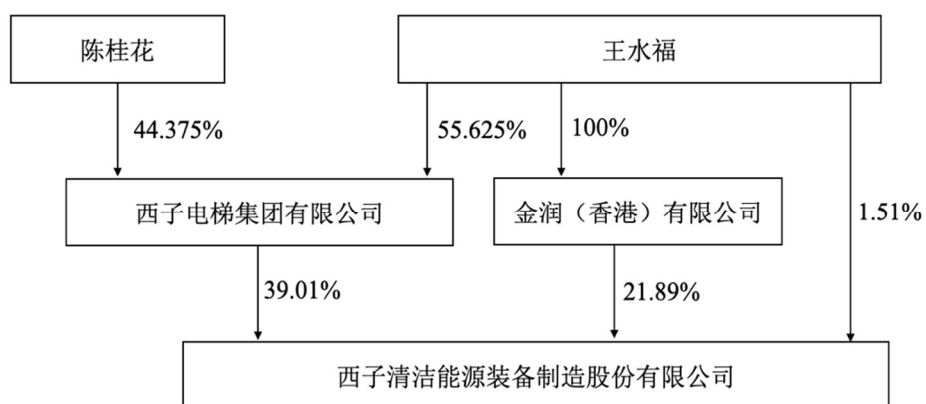 陈桂花
王水福
44.375%
55.625%
100%
西子电梯集团有限公司
金润（香港）有限公司
1.51%
39.01%
21.89%
西子清洁能源装备制造股份有限公司